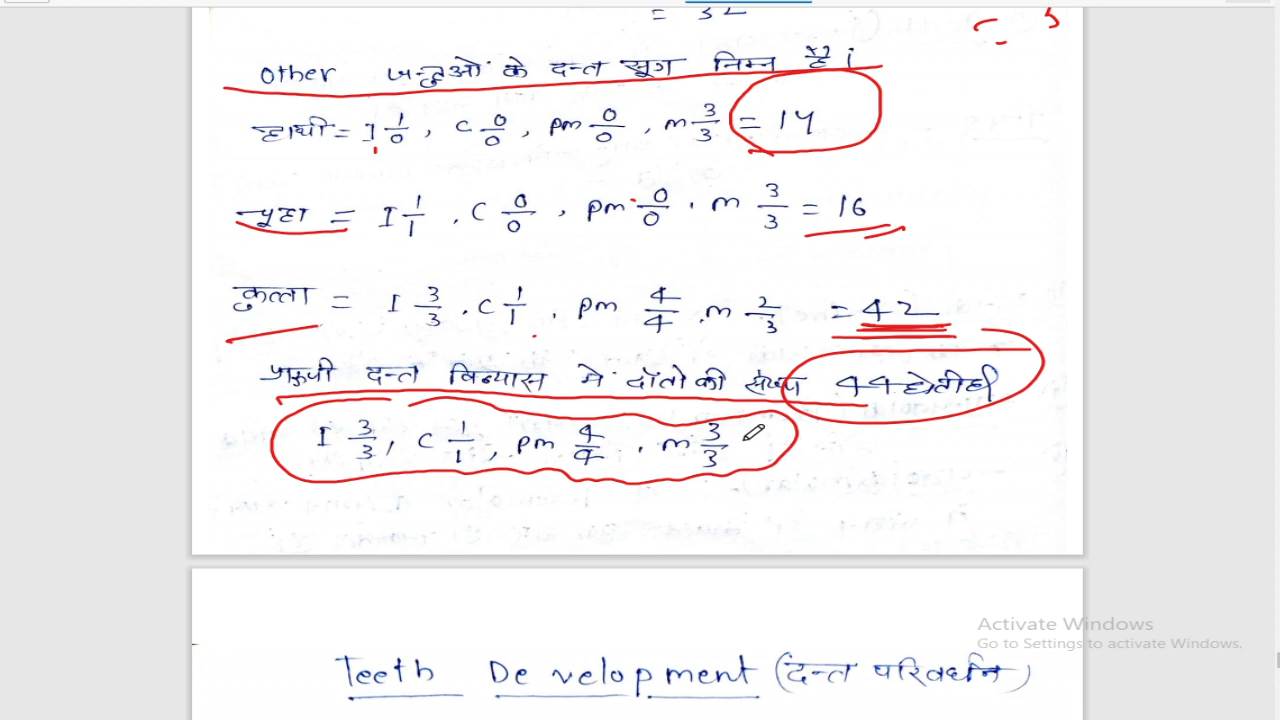 = 32
Other जन्तुओं के दन्त सूत्र निम्न है।
हाथी = I 1/0, C 0/0, pm 0/0, m 3/3 = 14
चूहा = I 1/1, C 0/0, pm 0/0, m 3/3 = 16
कुत्ता = I 3/3, C 1/1, pm 4/4, m 2/3 = 42
दन्त विन्यास मे दाँतो की संख्या 44 होती है
I 3/3, C 1/1, pm 4/4, m 3/3
Teeth Development (दन्त परिवर्धन)
Activate Windows
Go to Settings to activate Windows.